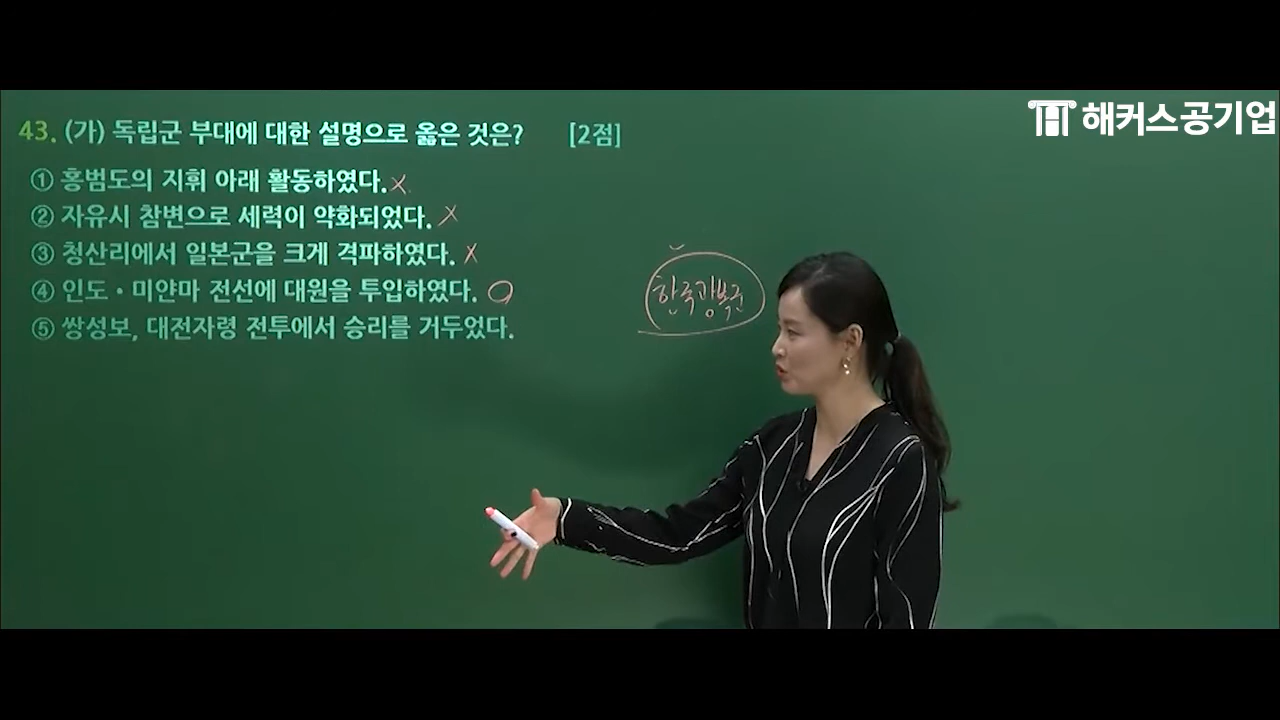 해커스공기업
43. (가) 독립군 부대에 대한 설명으로 옳은 것은? [2점]
① 홍범도의 지휘 아래 활동하였다. X
② 자유시 참변으로 세력이 약화되었다. X
③ 청산리에서 일본군을 크게 격파하였다. X
④ 인도·미얀마 전선에 대원을 투입하였다. O
⑤ 쌍성보, 대전자령 전투에서 승리를 거두었다.
한국광복군